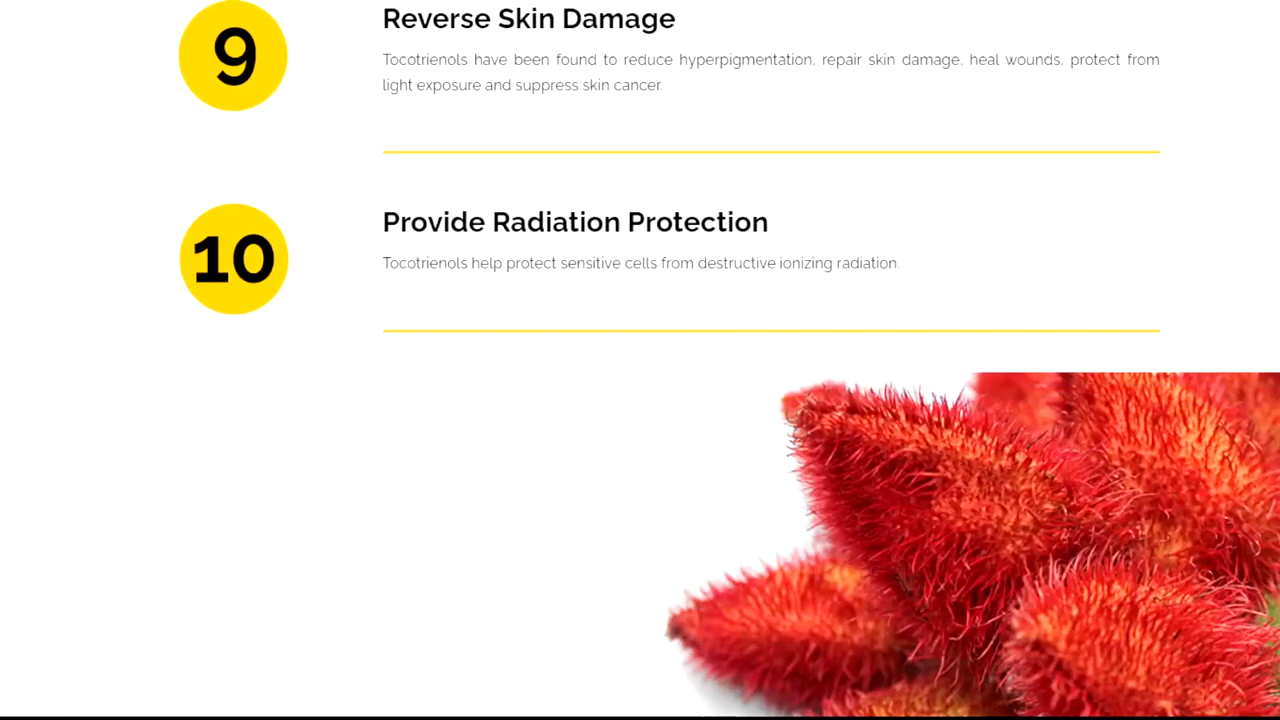 9
Reverse Skin Damage
Tocotrienols have been found to reduce hyperpigmentation, repair skin damage, heal wounds, protect from
light exposure and suppress skin cancer.
10
Provide Radiation Protection
Tocotrienols help protect sensitive cells from destructive ionizing radiation.